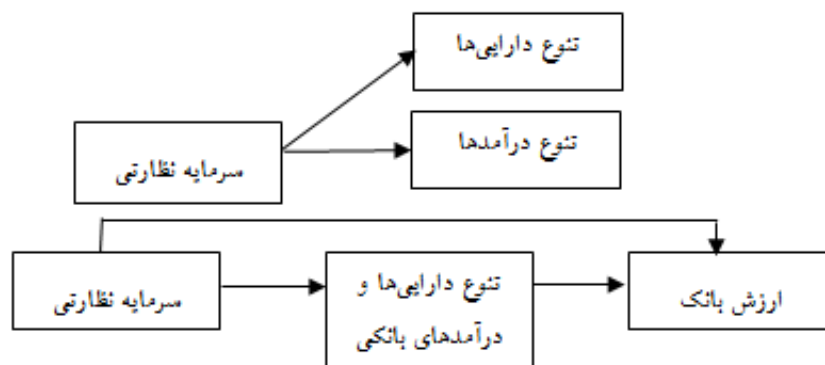 تنوع دارایی‌ها
تنوع درآمدها
سرمایه نظارتی
سرمایه نظارتی
تنوع دارایی‌ها و
درآمدهای بانکی
ارزش بانک